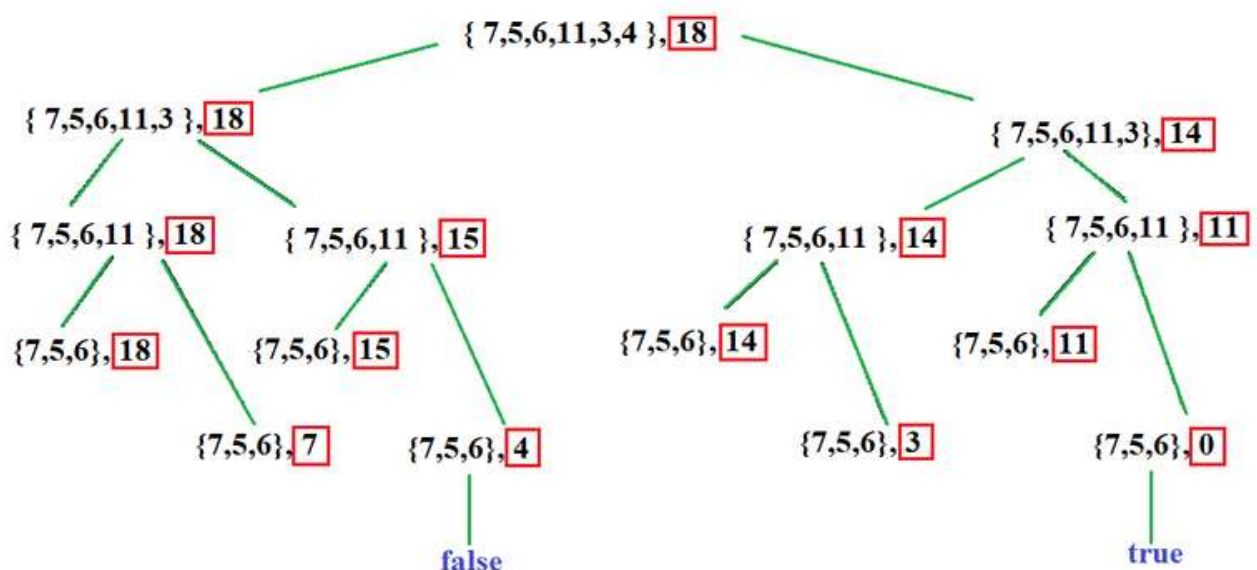 { 7,5,6,11,3,4 }, 18
{ 7,5,6,11,3 }, 18
{ 7,5,6,11,3}, 14
{ 7,5,6,11 }, 18
{ 7,5,6,11 }, 15
{ 7,5,6,11 }, 14
{ 7,5,6,11 }, 11
{7,5,6}, 18
{7,5,6}, 15
{7,5,6}, 14
{7,5,6}, 11
{7,5,6}, 7
{7,5,6}, 4
{7,5,6}, 3
{7,5,6}, 0
false
true